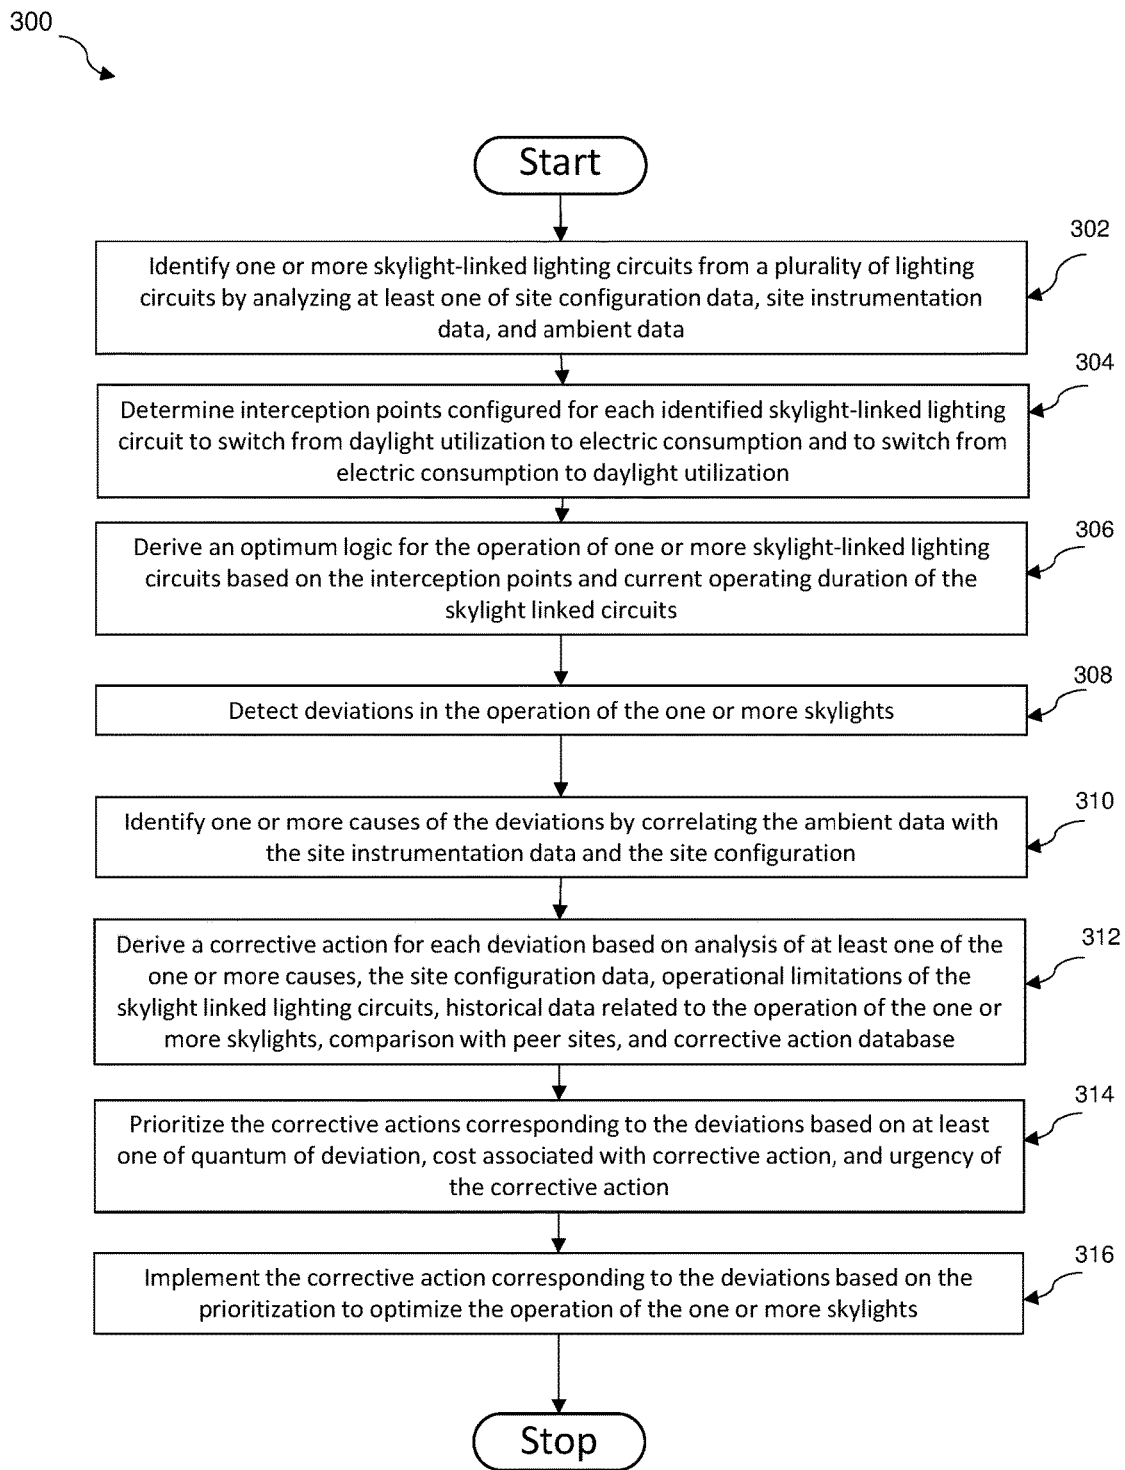 300
Start
302
Identify one or more skylight-linked lighting circuits from a plurality of lighting
circuits by analyzing at least one of site configuration data, site instrumentation
data, and ambient data
304
Determine interception points configured for each identified skylight-linked lighting
circuit to switch from daylight utilization to electric consumption and to switch from
electric consumption to daylight utilization
306
Derive an optimum logic for the operation of one or more skylight-linked lighting
circuits based on the interception points and current operating duration of the
skylight linked circuits
308
Detect deviations in the operation of the one or more skylights
310
Identify one or more causes of the deviations by correlating the ambient data with
the site instrumentation data and the site configuration
312
Derive a corrective action for each deviation based on analysis of at least one of the
one or more causes, the site configuration data, operational limitations of the
skylight linked lighting circuits, historical data related to the operation of the one or
more skylights, comparison with peer sites, and corrective action database
314
Prioritize the corrective actions corresponding to the deviations based on at least
one of quantum of deviation, cost associated with corrective action, and urgency of
the corrective action
316
Implement the corrective action corresponding to the deviations based on the
prioritization to optimize the operation of the one or more skylights
Stop